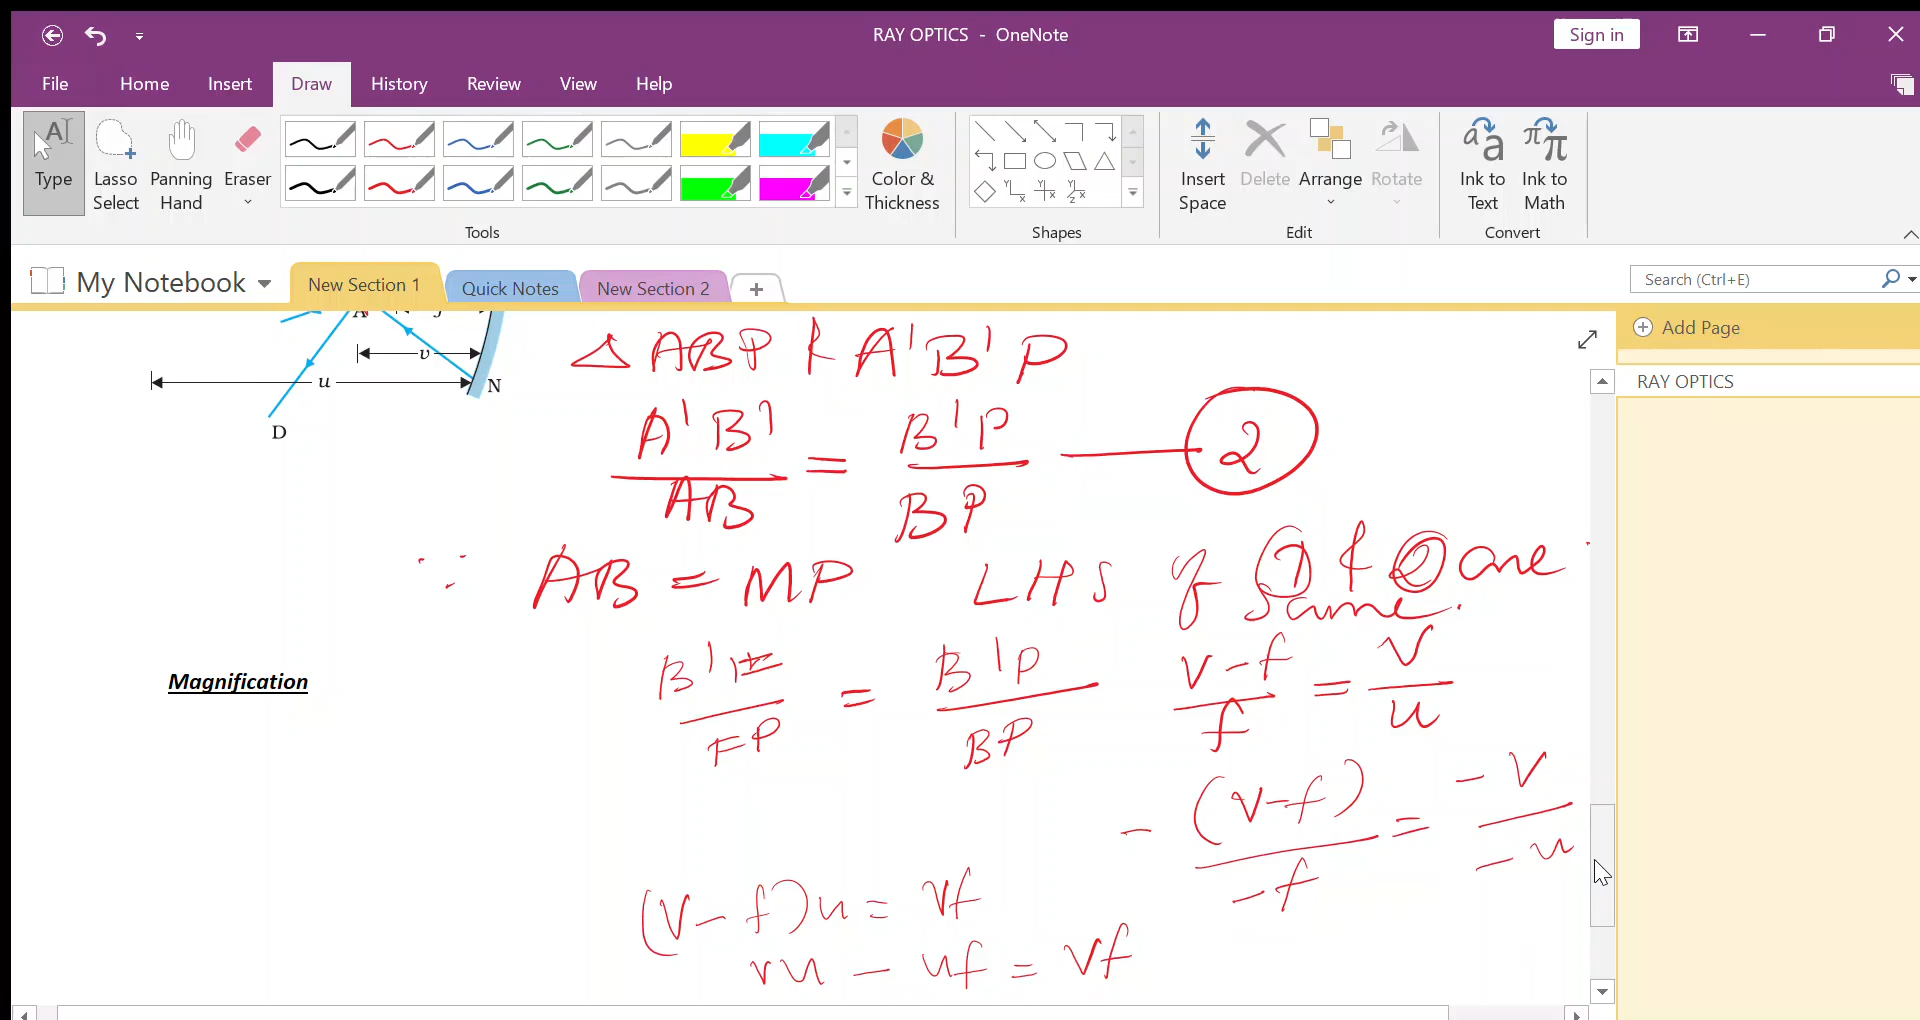 RAY OPTICS - OneNote
Sign in
File Home Insert Draw History Review View Help
Type
Lasso Select
Panning Hand
Eraser
Color & Thickness
Insert Space
Delete
Arrange
Rotate
Ink to Text
Ink to Math
Tools
Shapes
Edit
Convert
My Notebook
New Section 1
Quick Notes
New Section 2
+
Search (Ctrl+E)
Add Page
RAY OPTICS
v
u
N
D
△ ABP & A'B'P
A'B'/AB = B'P/BP — 2
∵ AB = MP LHS of 1 & 2 are
same.
B'F/FP = B'P/BP v-f/f = v/u
-(v-f)/-f = -v/-u
(v-f)u = vf
vu - uf = vf
Magnification